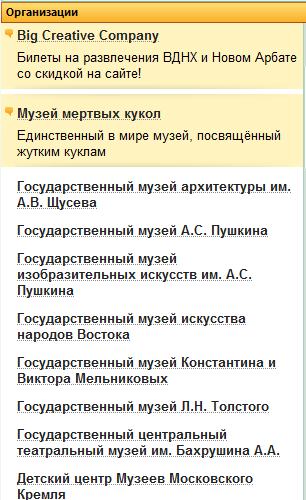 Организации
Big Creative Company
Билеты на развлечения ВДНХ и Новом Арбате
со скидкой на сайте!
Музей мертвых кукол
Единственный в мире музей, посвящённый
жутким куклам
Государственный музей архитектуры им.
А.В. Щусева
Государственный музей А.С. Пушкина
Государственный музей
изобразительных искусств им. А.С.
Пушкина
Государственный музей искусства
народов Востока
Государственный музей Константина и
Виктора Мельниковых
Государственный музей Л.Н. Толстого
Государственный центральный
театральный музей им. Бахрушина А.А.
Детский центр Музеев Московского
Кремля